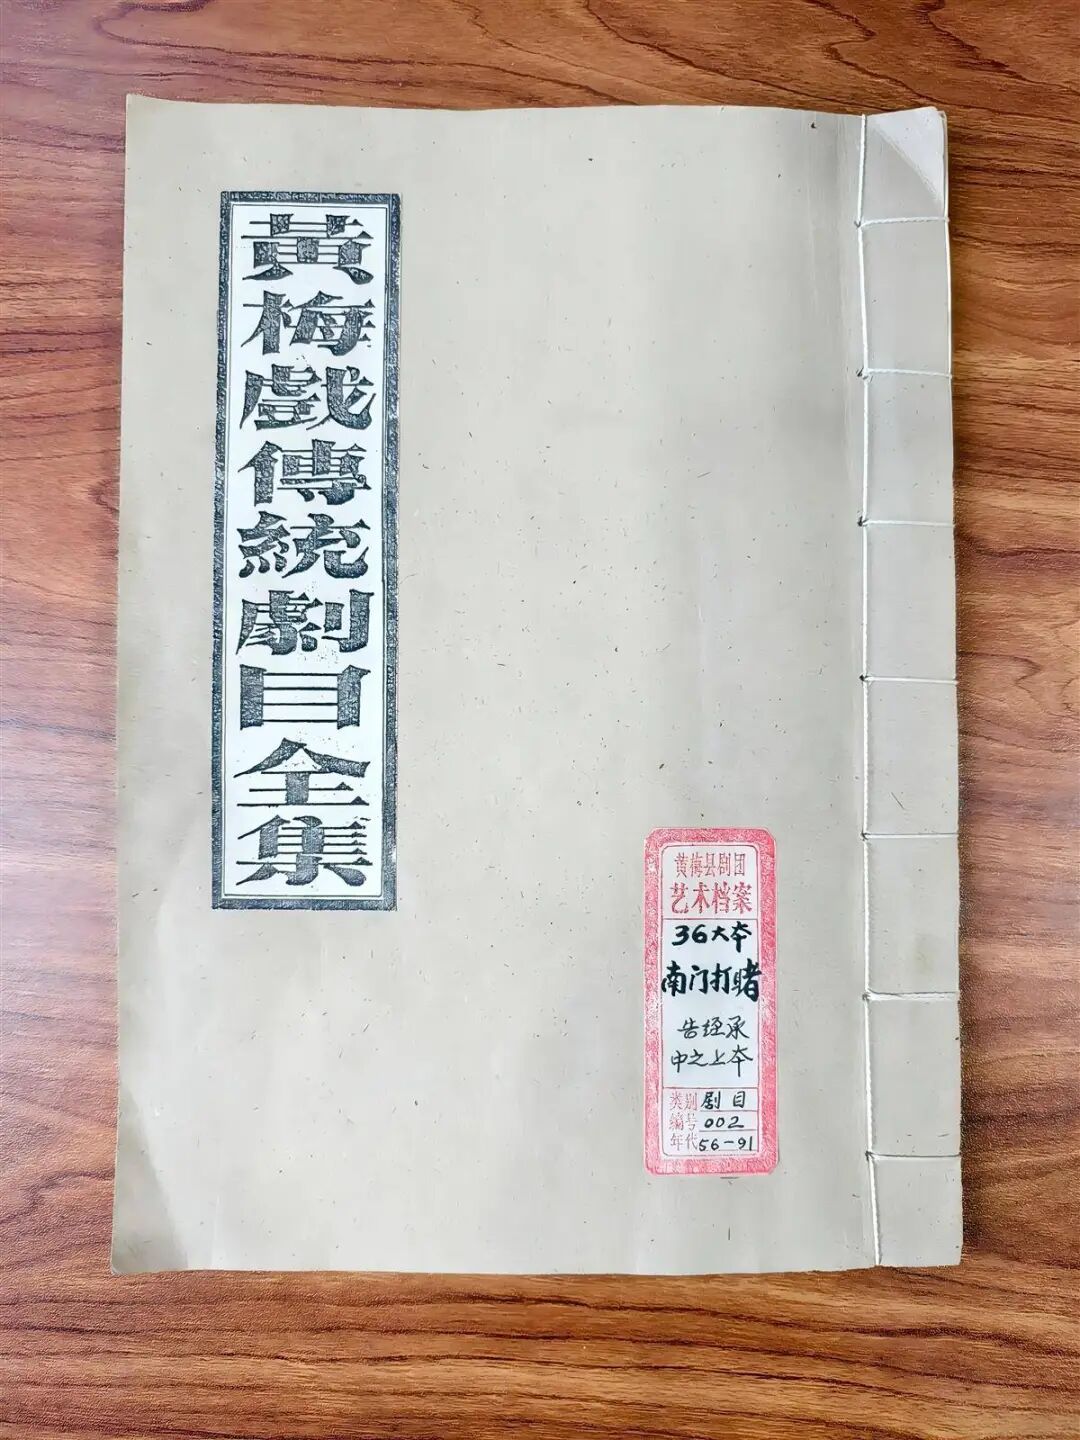 黃梅戲傳統劇目全集
黄梅县剧团
艺术档案
36大本
南门打赌
告经承
中之上本
类别 剧目
编号 002
年代 56-91